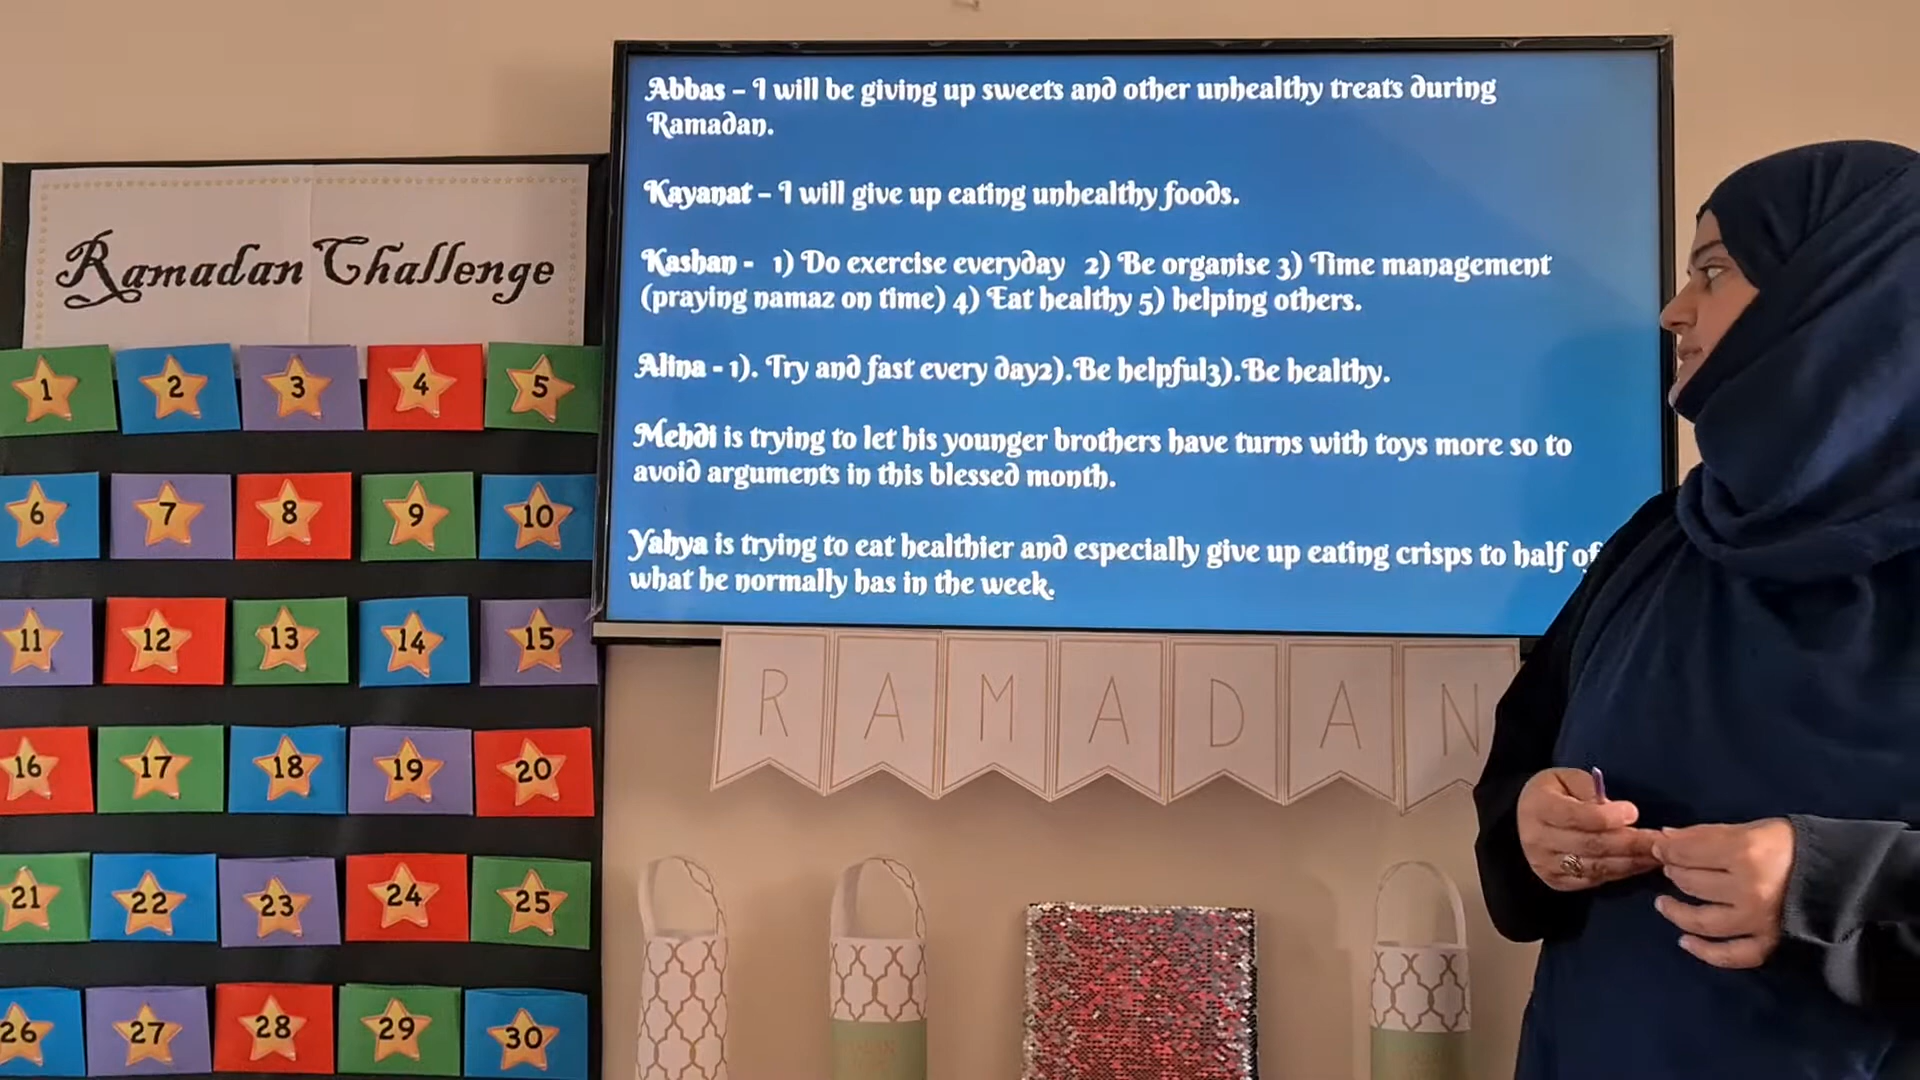 Abbas - I will be giving up sweets and other unhealthy treats during
Ramadan.
Kayanat - I will give up eating unhealthy foods.
Kashan - 1) Do exercise everyday 2) Be organise 3) Time management
(praying namaz on time) 4) Eat healthy 5) helping others.
Alina - 1). Try and fast every day2).Be helpful3).Be healthy.
Mehdi is trying to let his younger brothers have turns with toys more so to
avoid arguments in this blessed month.
Yahya is trying to eat healthier and especially give up eating crisps to half of
what he normally has in the week.
Ramadan Challenge
1 2 3 4 5
6 7 8 9 10
11 12 13 14 15
16 17 18 19 20
21 22 23 24 25
26 27 28 29 30
RAMADAN